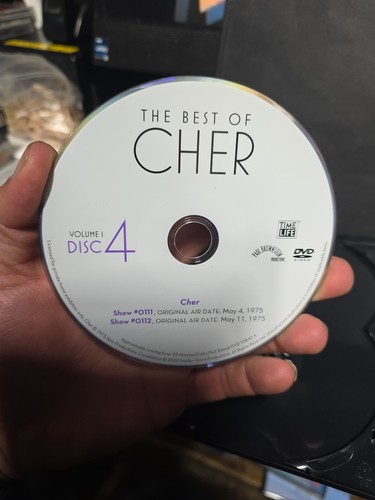 THE BEST OF
CHER
VOLUME I
DISC 4
TIME
LIFE
DVD
VIDEO
Cher
Show #0111, ORIGINAL AIR DATE: May 4, 1975
Show #0112, ORIGINAL AIR DATE: May 11, 1975